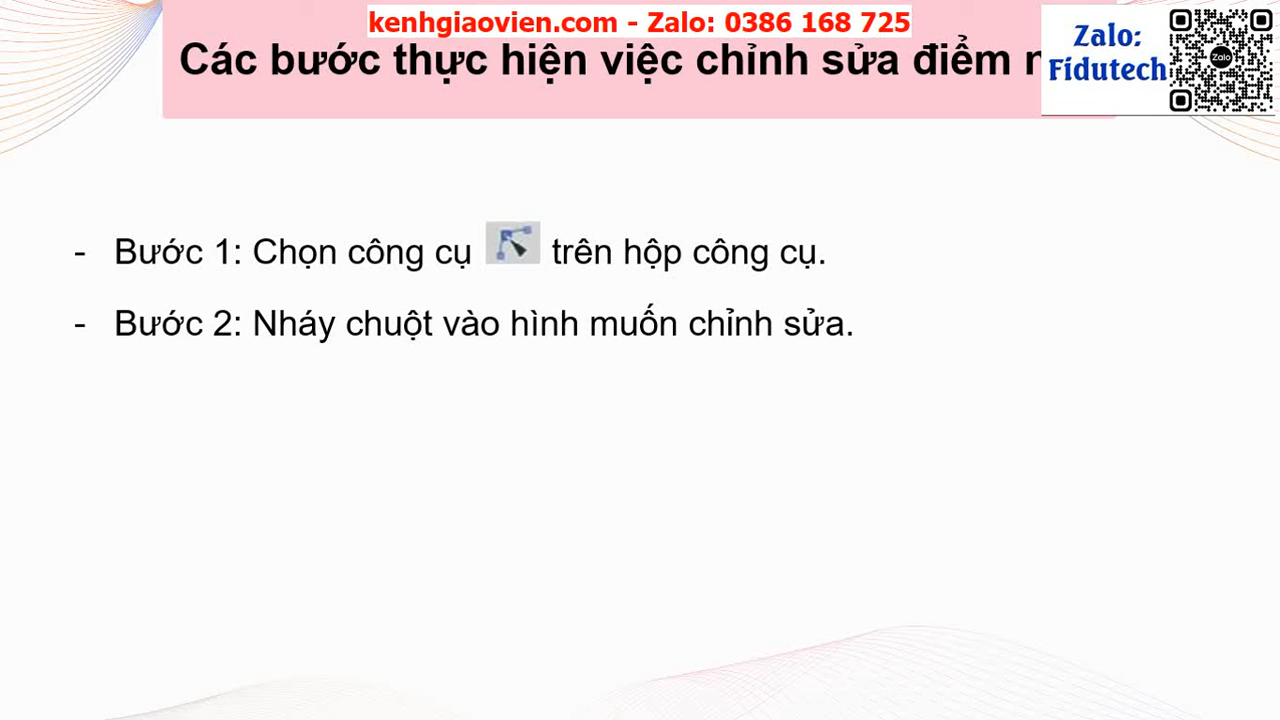 kenhgiaovien.com - Zalo: 0386 168 725
Các bước thực hiện việc chỉnh sửa điểm
Zalo:
Fidutech
Zalo
- Bước 1: Chọn công cụ trên hộp công cụ.
- Bước 2: Nháy chuột vào hình muốn chỉnh sửa.